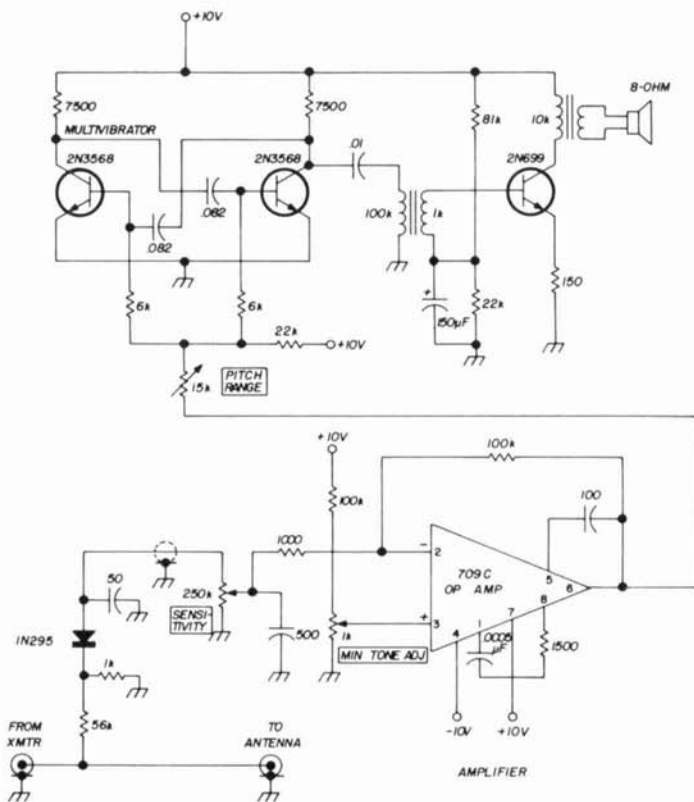 +10V
8-OHM
7500
7500
81k
10k
MULTIVIBRATOR
2N3568
2N3568
.01
2N699
.082
.082
100k
1k
6k
6k
+
150µF
22k
150
22k
+10V
15k
PITCH
RANGE
+10V
100k
100k
100
1000
-
2
709C
OP AMP
5
6
50
250k
SENSI-
TIVITY
+
3
1k
7
8
4
1
500
MIN TONE ADJ
.0005
µF
1500
1N295
1k
56k
-10V
+10V
FROM
XMTR
TO
ANTENNA
AMPLIFIER